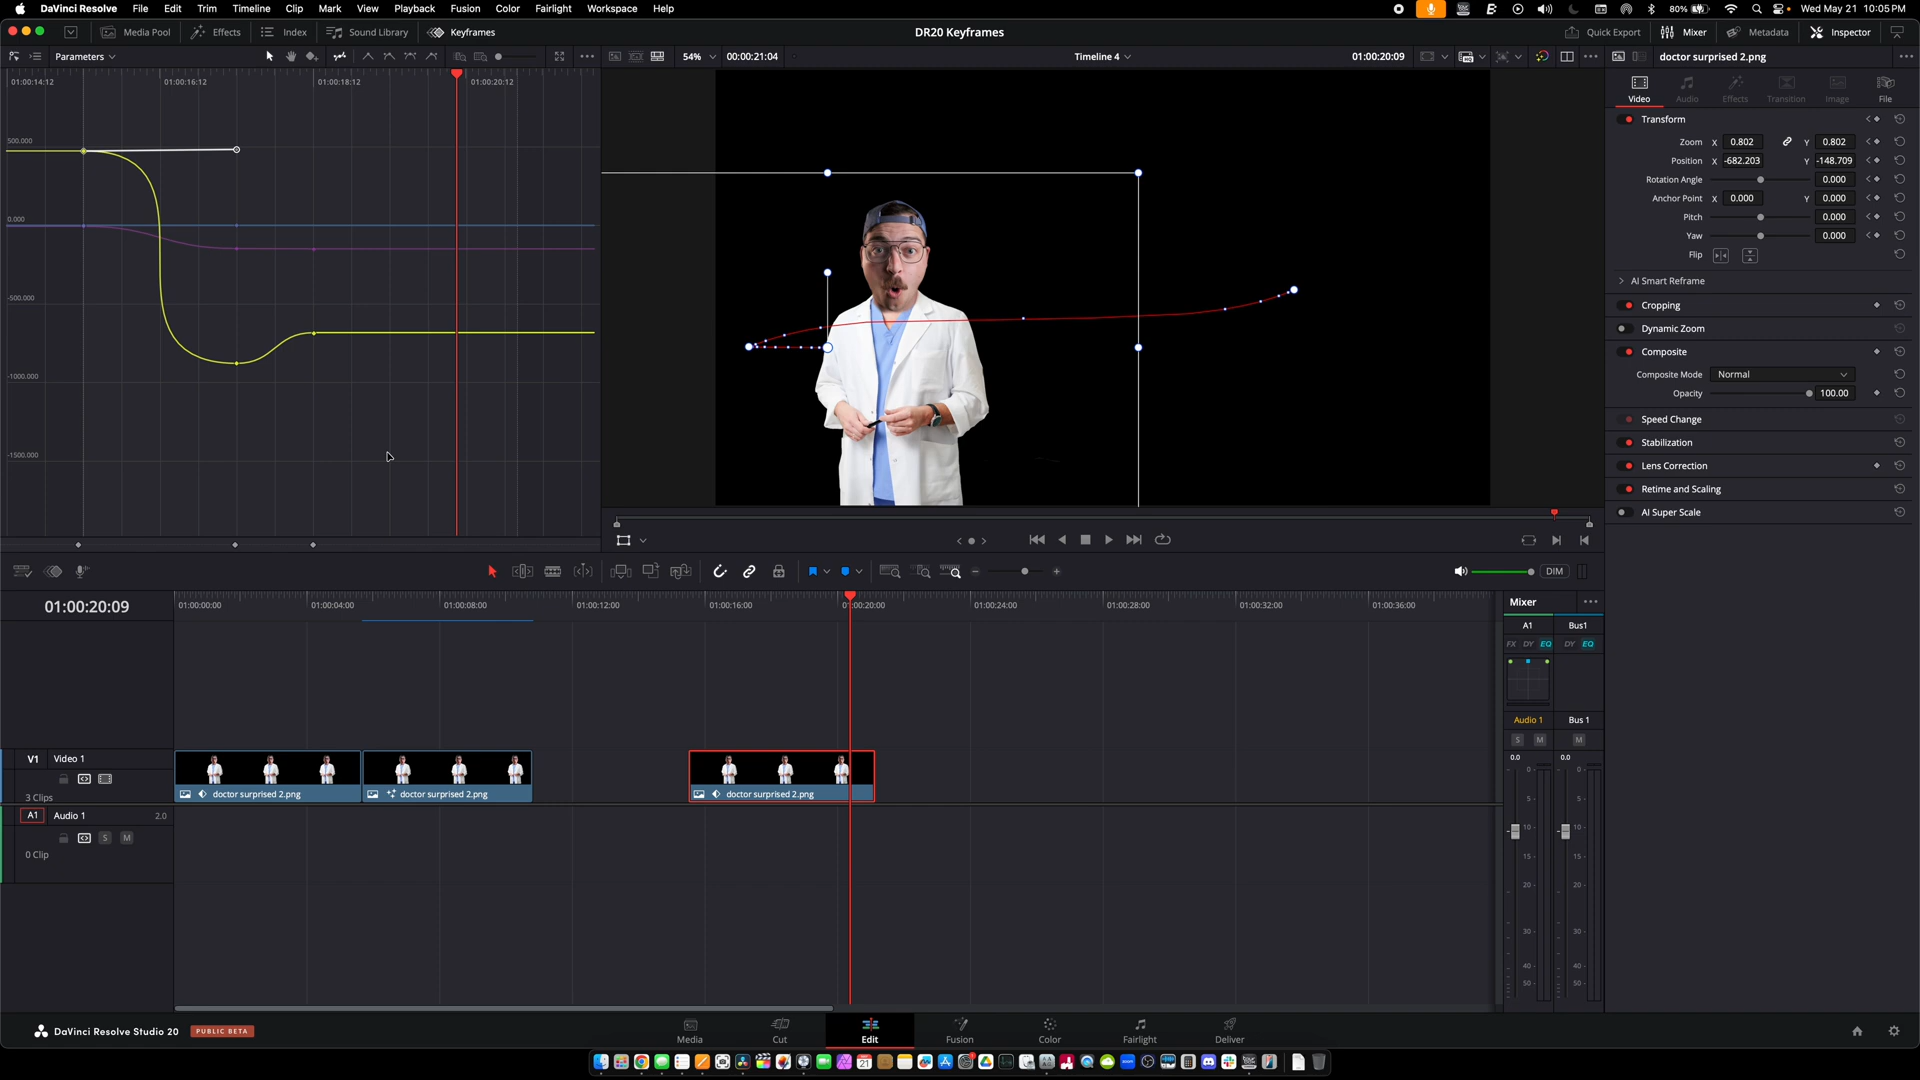 DaVinci Resolve File Edit Trim Timeline Clip Mark View Playback Fusion Color Fairlight Workspace Help 80% Wed May 21 10:05 PM
Media Pool Effects Index Sound Library Keyframes DR20 Keyframes Quick Export Mixer Metadata Inspector
Parameters 54% 00:00:21:04 Timeline 4 01:00:20:09 doctor surprised 2.png
01:00:14:12 01:00:16:12 01:00:18:12 01:00:20:12
Video Audio Effects Transition Image File
500.000
0.000
-500.000
-1000.000
-1500.000
Transform
Zoom X 0.802 Y 0.802
Position X -682.203 Y -148.709
Rotation Angle 0.000
Anchor Point X 0.000 Y 0.000
Pitch 0.000
Yaw 0.000
Flip
AI Smart Reframe
Cropping
Dynamic Zoom
Composite
Composite Mode Normal
Opacity 100.00
Speed Change
Stabilization
Lens Correction
Retime and Scaling
AI Super Scale
DIM
01:00:20:09
01:00:00:00 01:00:04:00 01:00:08:00 01:00:12:00 01:00:16:00 01:00:20:00 01:00:24:00 01:00:28:00 01:00:32:00 01:00:36:00
V1 Video 1
3 Clips
doctor surprised 2.png doctor surprised 2.png doctor surprised 2.png
A1 Audio 1 2.0
S M
0 Clip
Mixer
A1 Bus1
FX DY EQ DY EQ
Audio 1 Bus 1
S M M
0.0 0.0
0 0
5 5
10 10
15 15
20 20
30 30
40 40
50 50
DaVinci Resolve Studio 20 PUBLIC BETA
Media Cut Edit Fusion Color Fairlight Deliver